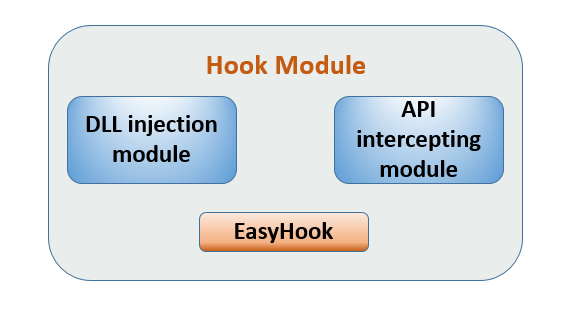 Hook Module
DLL injection
module
API
intercepting
module
EasyHook